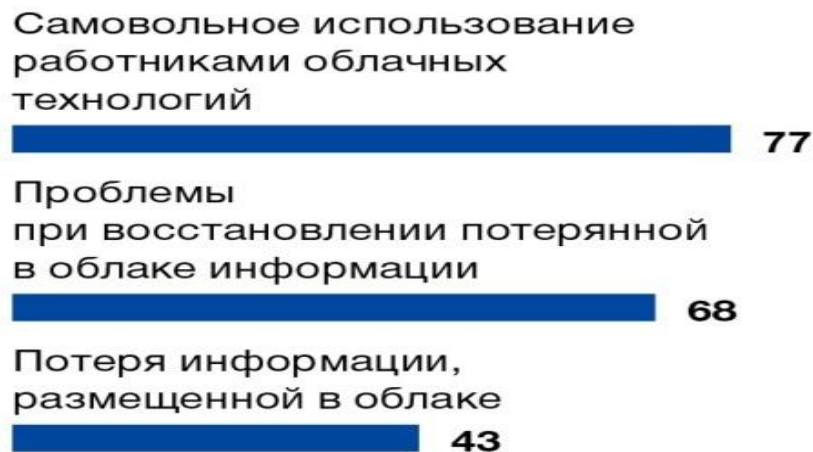 Самовольное использование
работниками облачных
технологий
77
Проблемы
при восстановлении потерянной
в облаке информации
68
Потеря информации,
размещенной в облаке
43